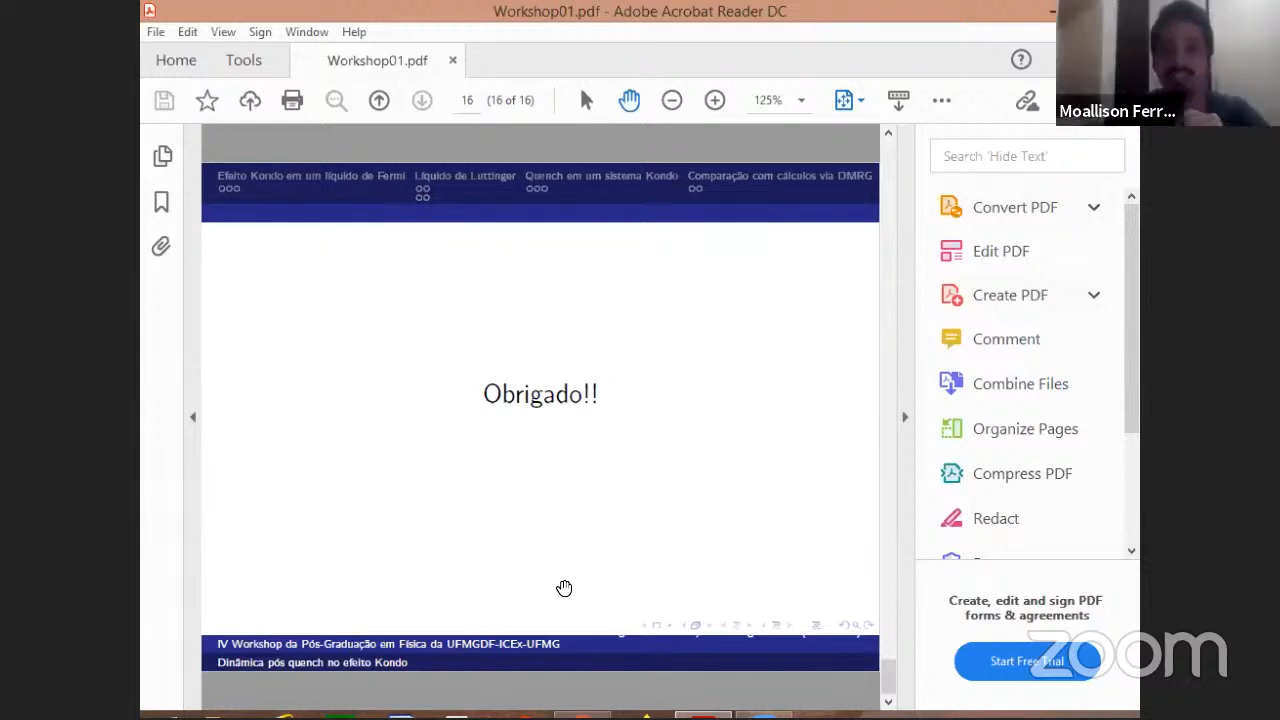 Workshop01.pdf - Adobe Acrobat Reader DC
File Edit View Sign Window Help
Home Tools Workshop01.pdf ×
16 (16 of 16) 125%
Moallison Ferr...
Efeito Kondo em um líquido de Fermi Líquido de Luttinger Quench em um sistema Kondo Comparação com cálculos via DMRG
Obrigado!!
IV Workshop da Pós-Graduação em Física da UFMGDF-ICEx-UFMG
Dinâmica pós quench no efeito Kondo
Search 'Hide Text'
Convert PDF
Edit PDF
Create PDF
Comment
Combine Files
Organize Pages
Compress PDF
Redact
Create, edit and sign PDF
forms & agreements
Start Free Trial
zoom